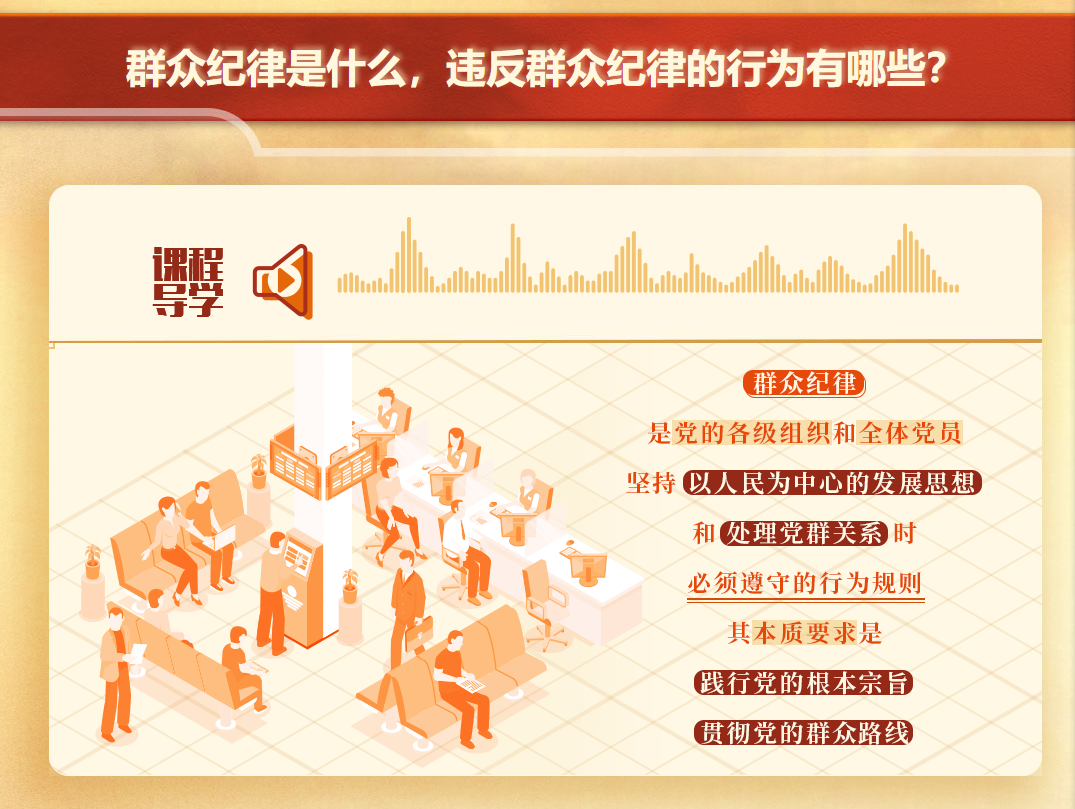 群众纪律是什么，违反群众纪律的行为有哪些？
课程
导学
群众纪律
是党的各级组织和全体党员
坚持 以人民为中心的发展思想
和 处理党群关系 时
必须遵守的行为规则
其本质要求是
践行党的根本宗旨
贯彻党的群众路线